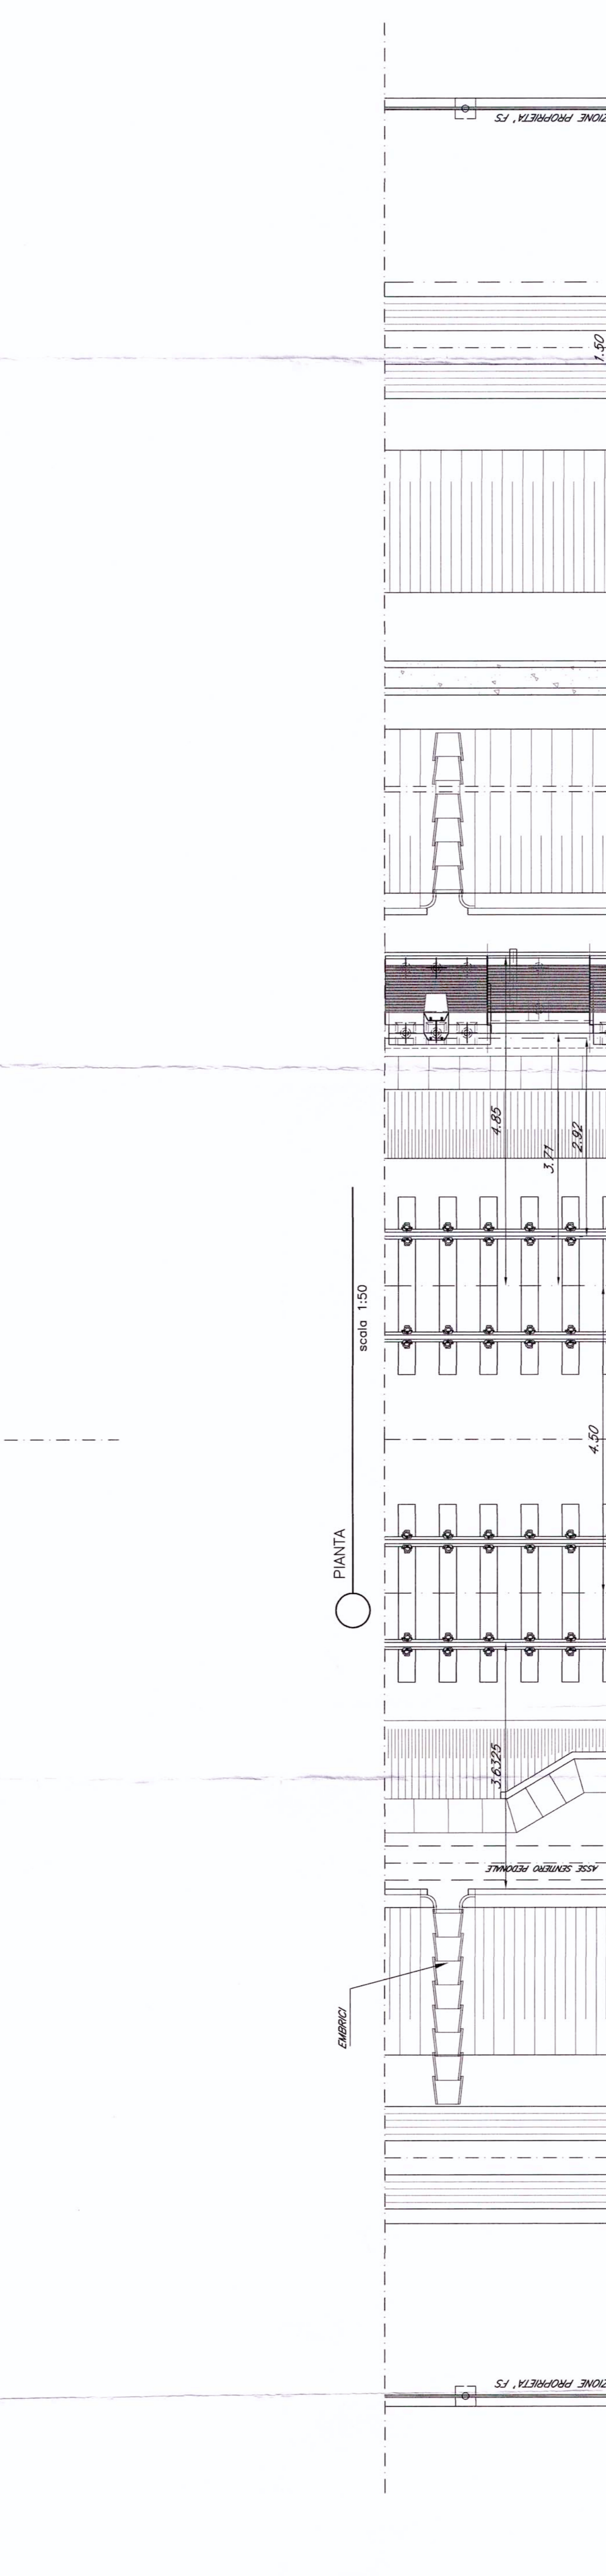 ZIONE PROPRIETA' FS
1.50
4.85
3.71
2.92
scala 1:50
4.50
PIANTA
3.6325
ASSE SENTIERO PEDONALE
EMBRICI
ZIONE PROPRIETA' FS